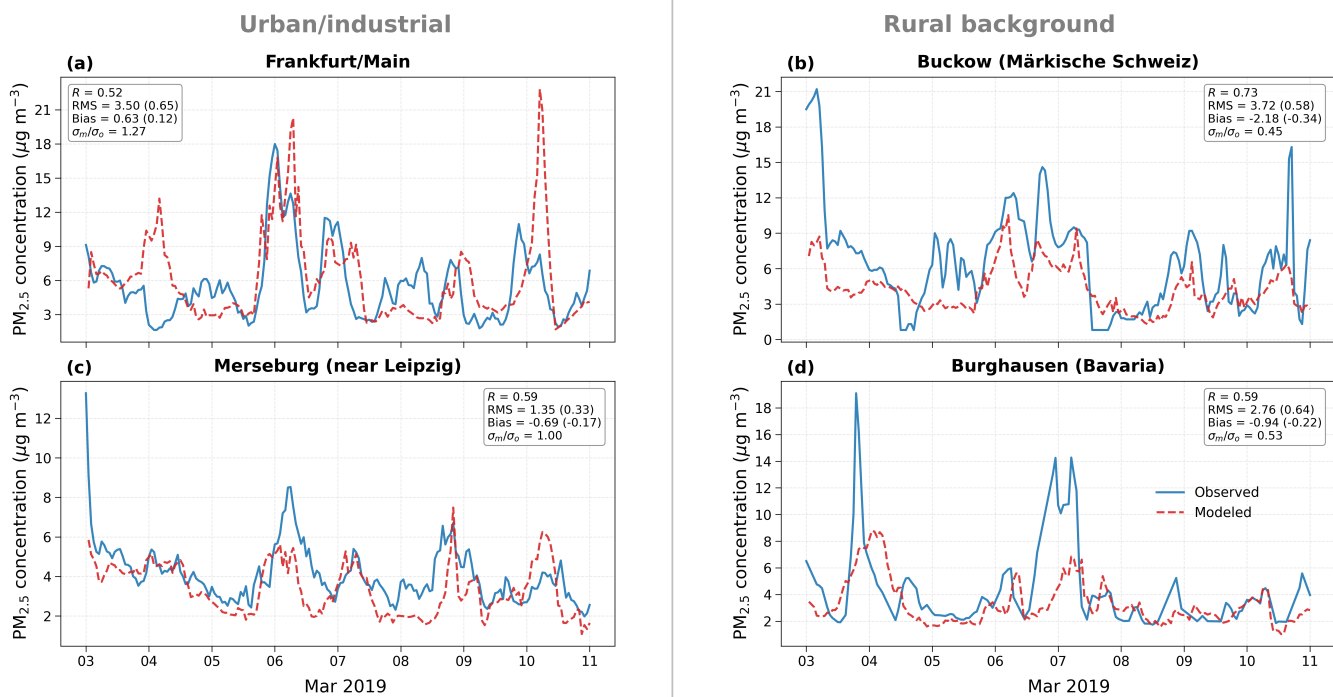 Urban/industrial
Rural background
(a)
Frankfurt/Main
R = 0.52
RMS = 3.50 (0.65)
Bias = 0.63 (0.12)
σm/σo = 1.27
PM2.5 concentration (μg m−3)
21
18
15
12
9
6
3
(b)
Buckow (Märkische Schweiz)
R = 0.73
RMS = 3.72 (0.58)
Bias = -2.18 (-0.34)
σm/σo = 0.45
PM2.5 concentration (μg m−3)
21
18
15
12
9
6
3
0
(c)
Merseburg (near Leipzig)
R = 0.59
RMS = 1.35 (0.33)
Bias = -0.69 (-0.17)
σm/σo = 1.00
PM2.5 concentration (μg m−3)
12
10
8
6
4
2
03 04 05 06 07 08 09 10 11
Mar 2019
(d)
Burghausen (Bavaria)
R = 0.59
RMS = 2.76 (0.64)
Bias = -0.94 (-0.22)
σm/σo = 0.53
Observed
Modeled
PM2.5 concentration (μg m−3)
18
16
14
12
10
8
6
4
2
03 04 05 06 07 08 09 10 11
Mar 2019